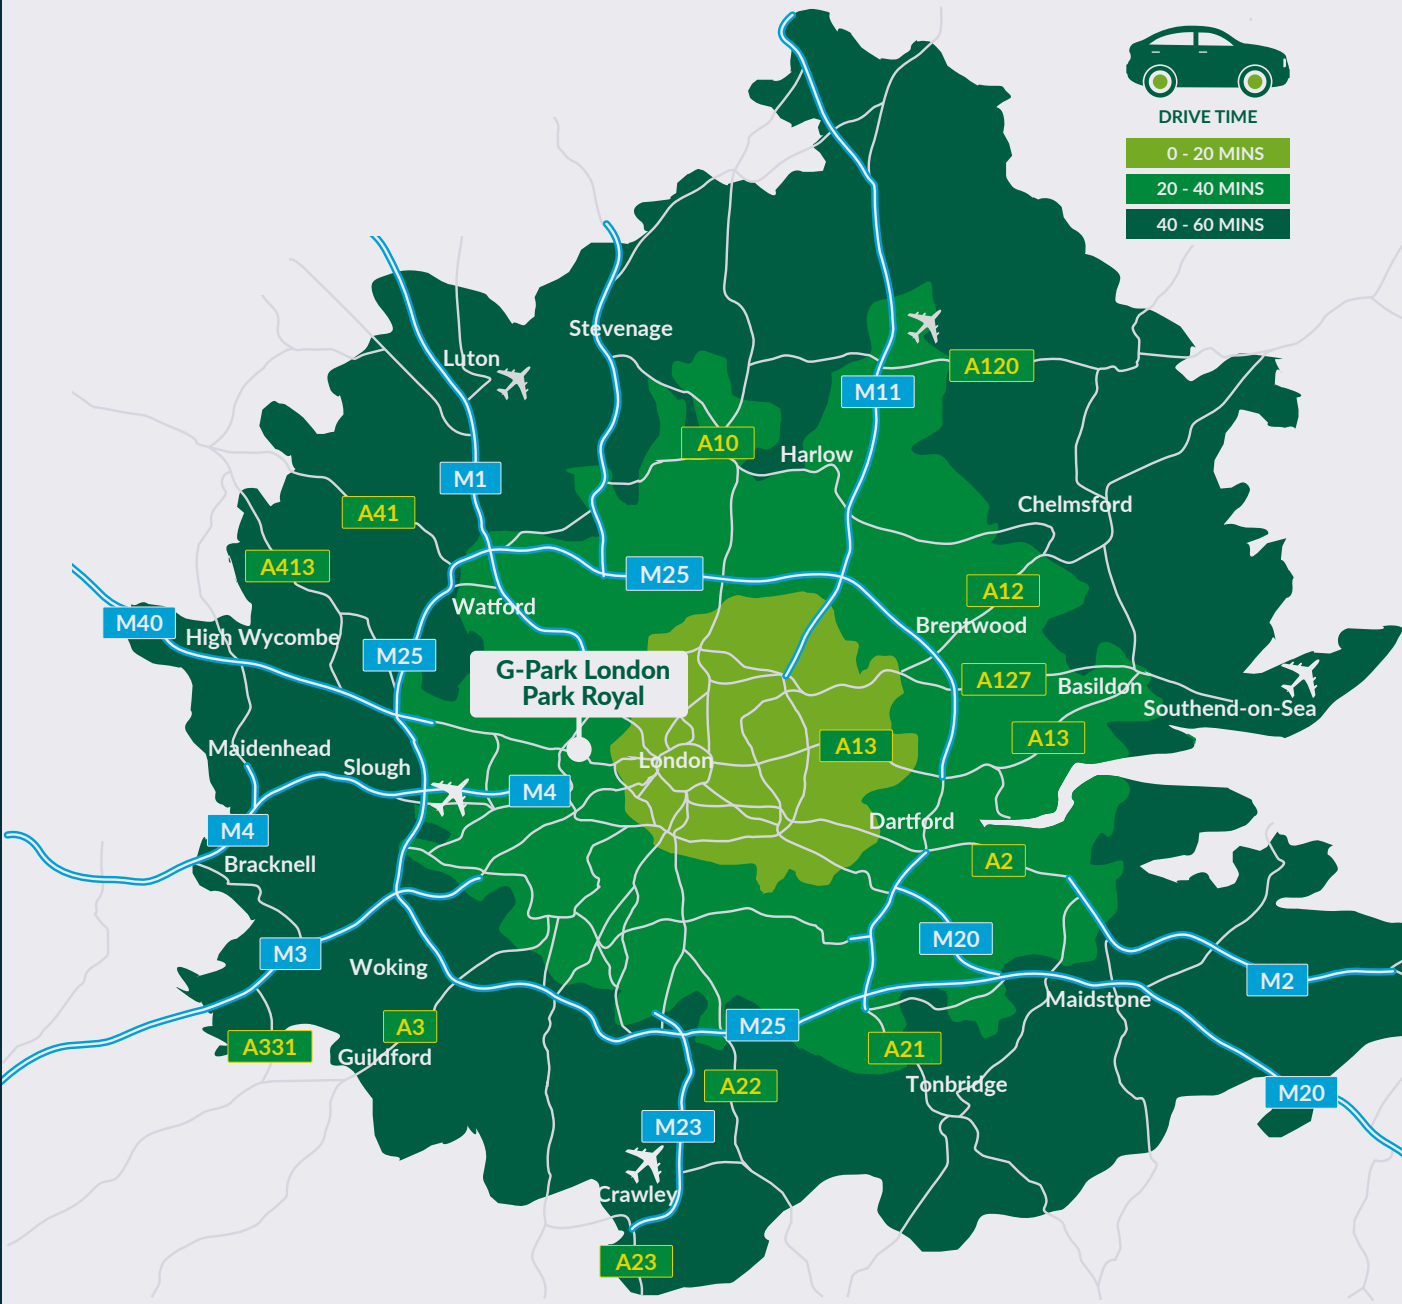 DRIVE TIME
0 - 20 MINS
20 - 40 MINS
40 - 60 MINS
Stevenage
Luton
A120
M11
A10
Harlow
M1
Chelmsford
A41
A413
M25
A12
Watford
M40
Brentwood
High Wycombe
M25
G-Park London
Park Royal
A127
Basildon
Southend-on-Sea
Maidenhead
A13
A13
Slough
London
M4
Dartford
M4
Bracknell
A2
M20
M3
Woking
M2
Maidstone
A3
M25
A331
Guildford
A21
A22
Tonbridge
M20
M23
Crawley
A23